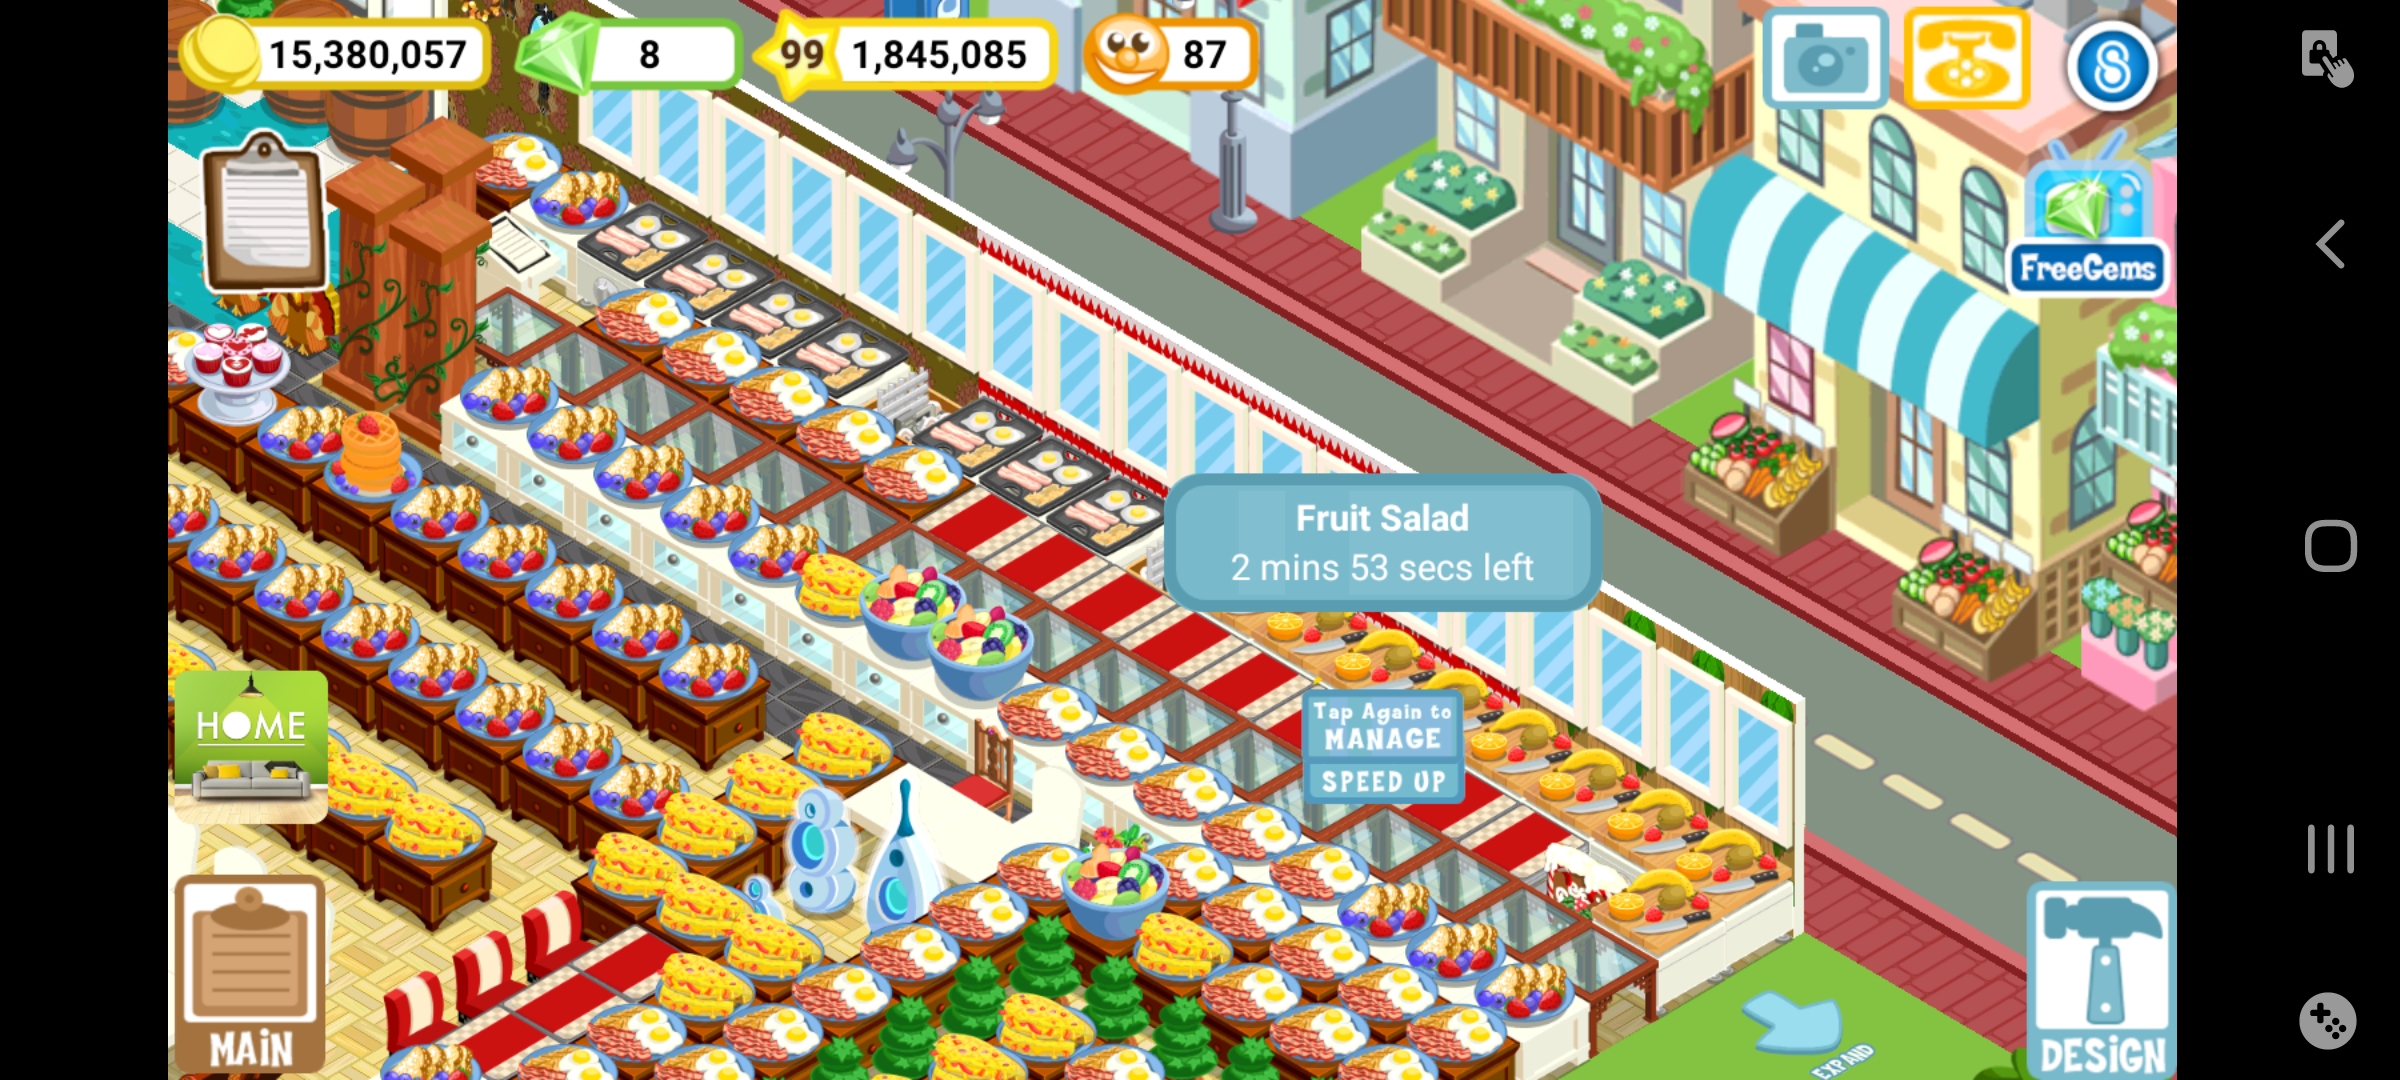 15,380,057
8
99
1,845,085
87
FreeGems
Fruit Salad
2 mins 53 secs left
Tap Again to
MANAGE
SPEED UP
HOME
MAiN
EXPAND
DESiGN